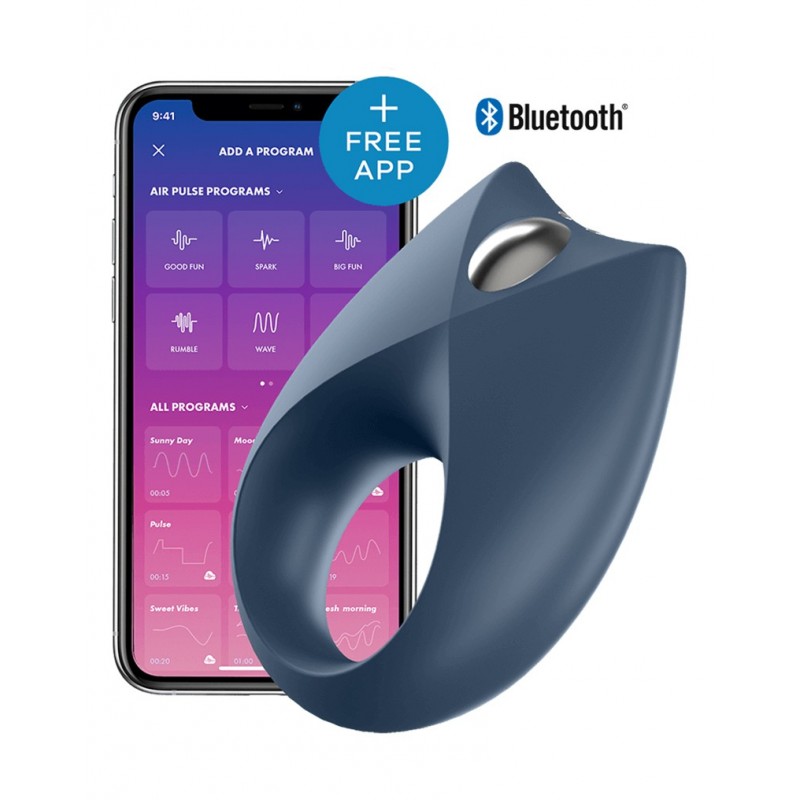 9:41
+
FREE
APP
Bluetooth®
ADD A PROGRAM
AIR PULSE PROGRAMS
GOOD FUN
SPARK
BIG FUN
RUMBLE
WAVE
ALL PROGRAMS
Sunny Day
00:05
Pulse
00:15
Sweet Vibes
morning
00:20
01:00